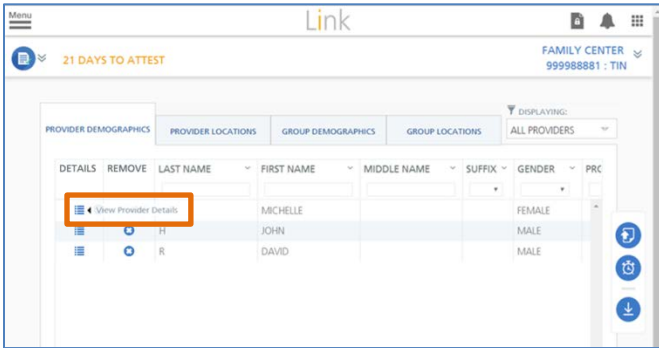 Menu
Link
21 DAYS TO ATTEST
FAMILY CENTER
999988881 : TIN
DISPLAYING:
ALL PROVIDERS
PROVIDER DEMOGRAPHICS PROVIDER LOCATIONS GROUP DEMOGRAPHICS GROUP LOCATIONS
DETAILS REMOVE LAST NAME FIRST NAME MIDDLE NAME SUFFIX GENDER PRC
View Provider Details MICHELLE FEMALE
H JOHN MALE
R DAVID MALE